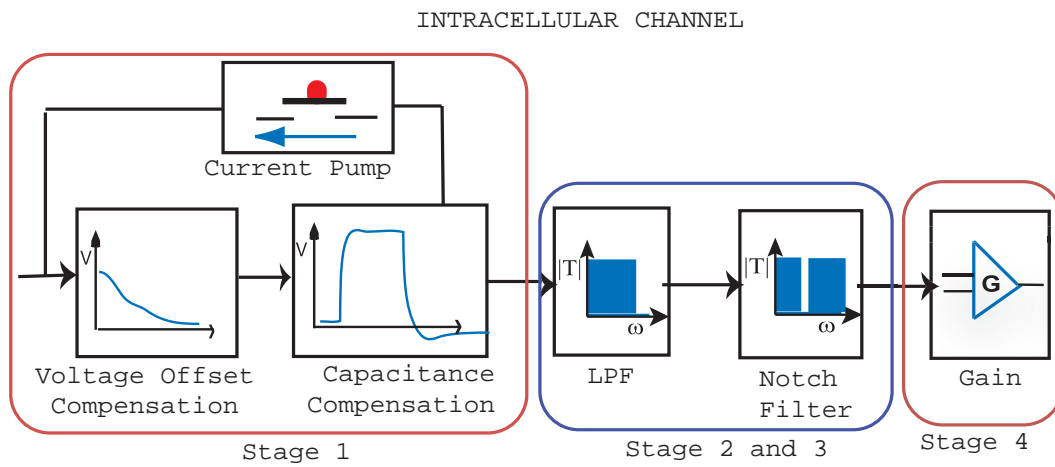 INTRACELLULAR CHANNEL
Current Pump
V
Voltage Offset
Compensation
V
Capacitance
Compensation
Stage 1
|T|
ω
LPF
|T|
ω
Notch
Filter
Stage 2 and 3
G
Gain
Stage 4